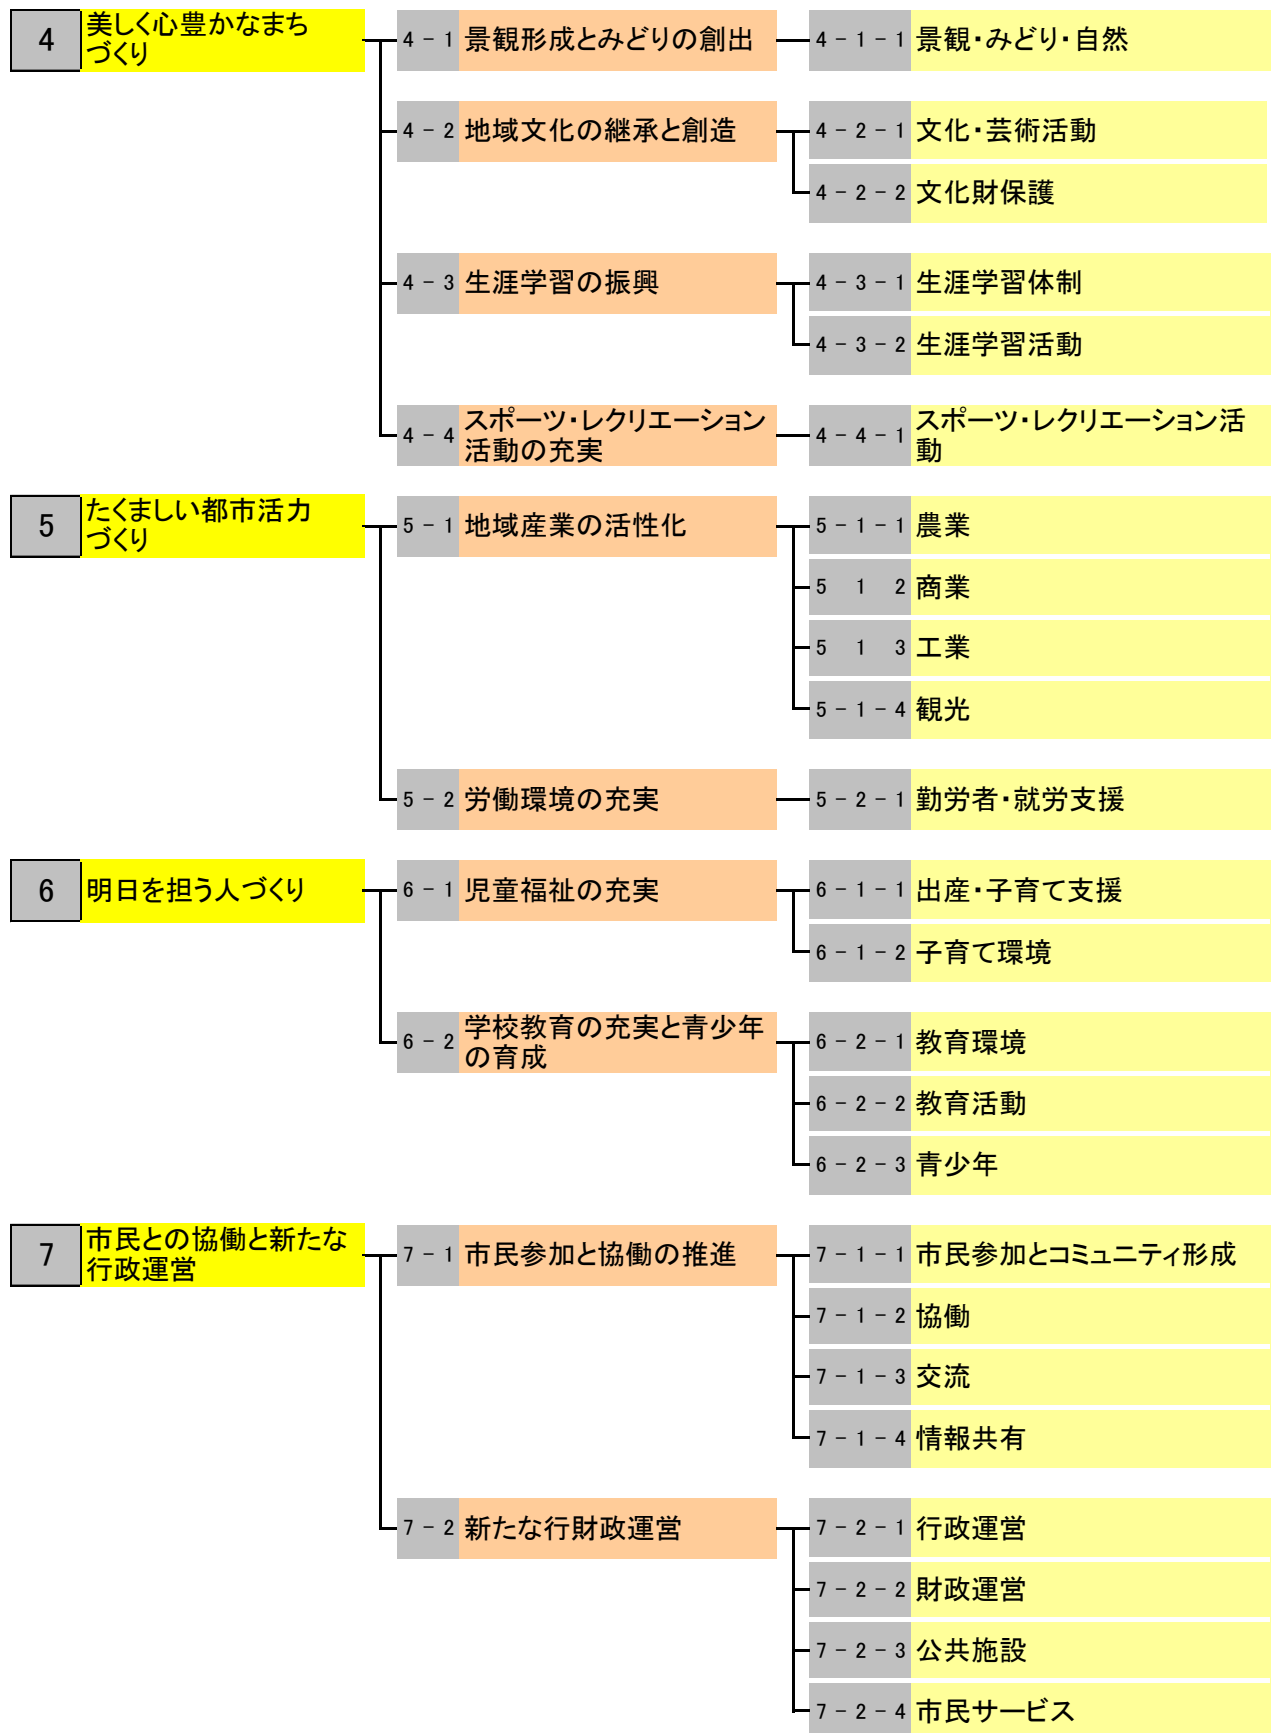 4 美しく心豊かなまち
づくり
4－1 景観形成とみどりの創出
4－1－1 景観・みどり・自然
4－2 地域文化の継承と創造
4－2－1 文化・芸術活動
4－2－2 文化財保護
4－3 生涯学習の振興
4－3－1 生涯学習体制
4－3－2 生涯学習活動
4－4 スポーツ・レクリエーション
活動の充実
4－4－1 スポーツ・レクリエーション活
動
5 たくましい都市活力
づくり
5－1 地域産業の活性化
5－1－1 農業
5 1 2 商業
5 1 3 工業
5－1－4 観光
5－2 労働環境の充実
5－2－1 勤労者・就労支援
6 明日を担う人づくり
6－1 児童福祉の充実
6－1－1 出産・子育て支援
6－1－2 子育て環境
6－2 学校教育の充実と青少年
の育成
6－2－1 教育環境
6－2－2 教育活動
6－2－3 青少年
7 市民との協働と新たな
行政運営
7－1 市民参加と協働の推進
7－1－1 市民参加とコミュニティ形成
7－1－2 協働
7－1－3 交流
7－1－4 情報共有
7－2 新たな行財政運営
7－2－1 行政運営
7－2－2 財政運営
7－2－3 公共施設
7－2－4 市民サービス